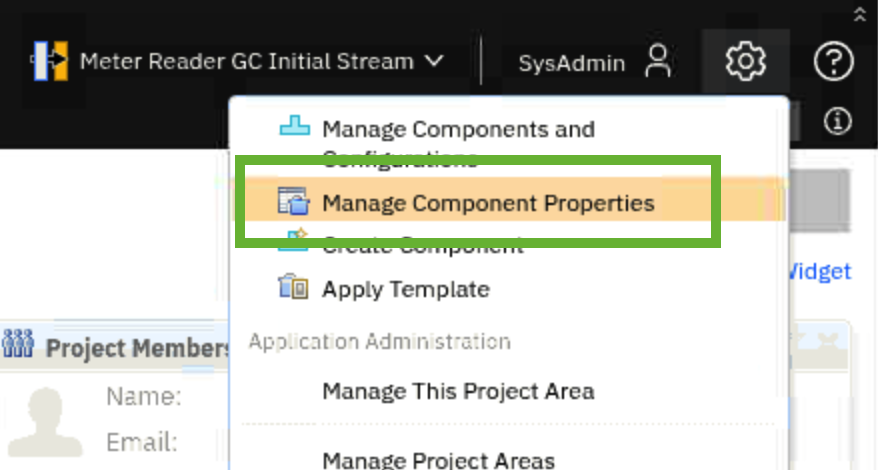 Meter Reader GC Initial Stream
SysAdmin
Manage Components and
Configurations
Manage Component Properties
Create Component
Widget
Apply Template
Application Administration
Project Members
Manage This Project Area
Name:
Email:
Manage Project Areas